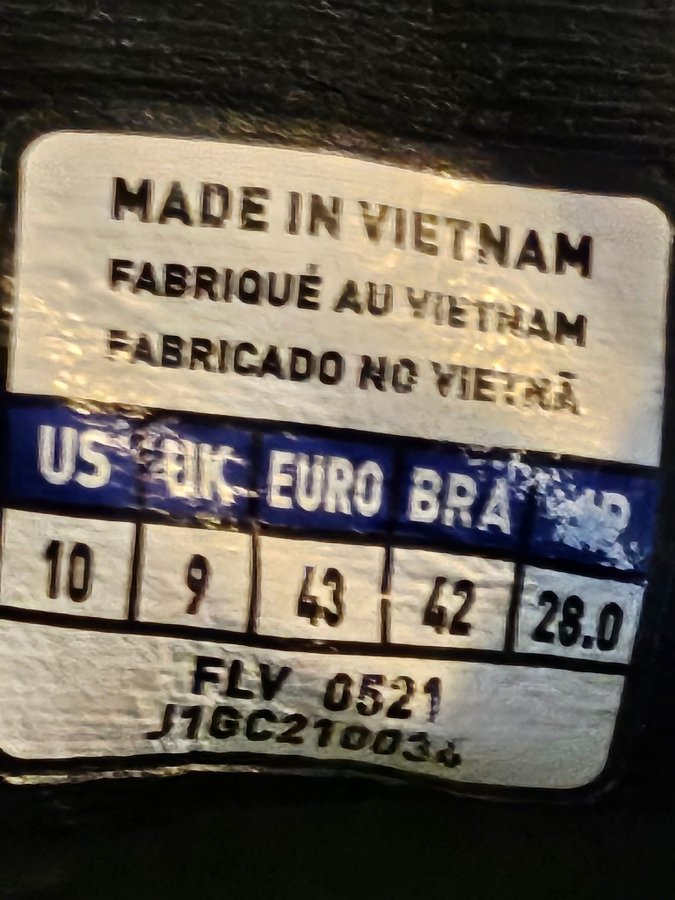 MADE IN VIETNAM
FABRIQUÉ AU VIETNAM
FABRICADO NO VIETNÃ
US UK EURO BRA
10 9 43 42 28.0
FLV 0521
J1GC210034